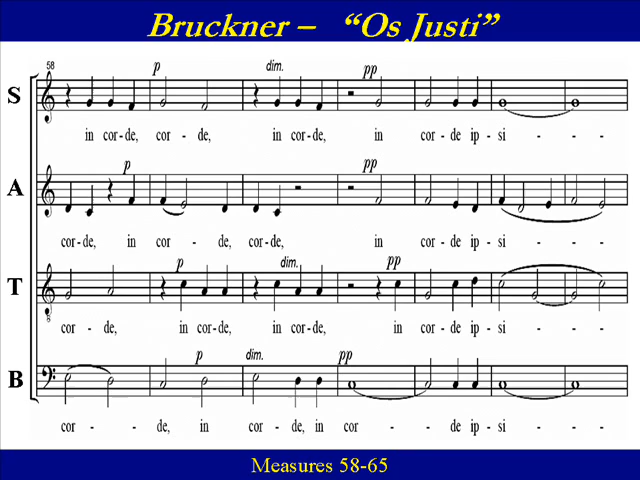 Bruckner – “Os Justi”
58 p dim. pp
S
in cor-de, cor - de, in cor-de, in cor- de ip- si - - -
p pp
A
cor-de, in cor - de, cor-de, in cor- de ip- si - - -
p dim. pp
T
cor - de, in cor-de, in cor-de, in cor-de ip- si - - -
p dim. pp
B
cor - - de, in cor-de, in cor - - de ip- si - - -
Measures 58-65